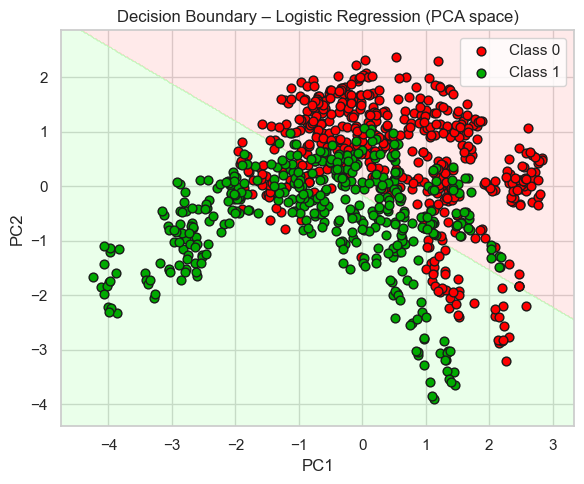 Decision Boundary – Logistic Regression (PCA space)
Class 0
Class 1
2
1
0
−1
−2
−3
−4
PC2
−4 −3 −2 −1 0 1 2 3
PC1